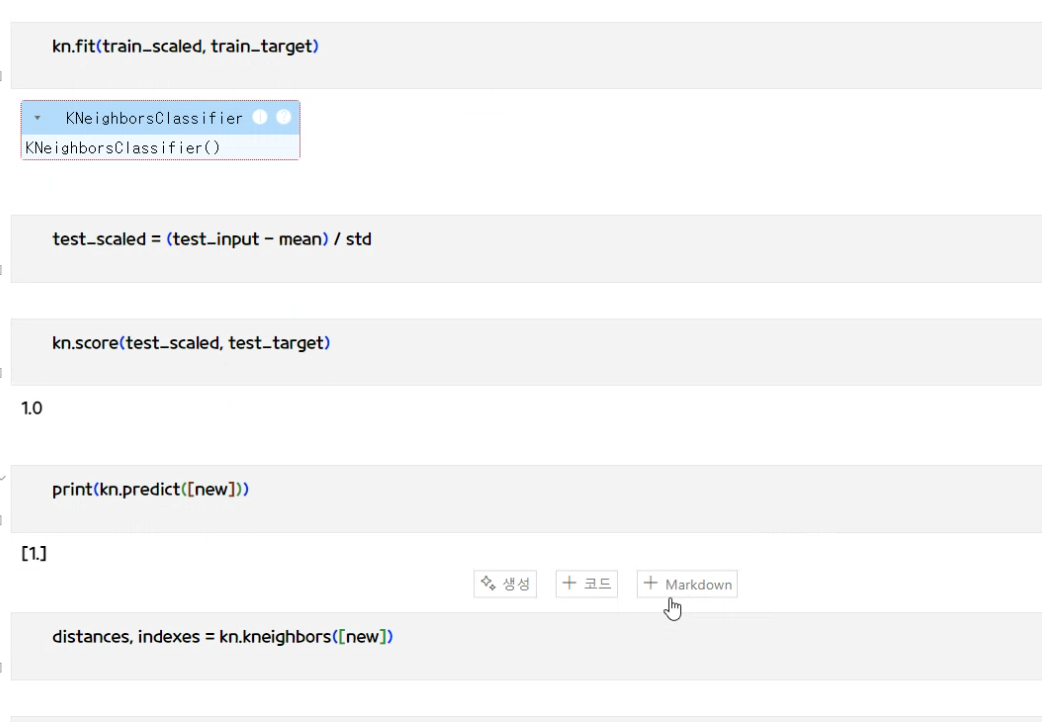 kn.fit(train_scaled, train_target)
KNeighborsClassifier
KNeighborsClassifier()
test_scaled = (test_input - mean) / std
kn.score(test_scaled, test_target)
1.0
print(kn.predict([new]))
[1.]
생성 코드 Markdown
distances, indexes = kn.kneighbors([new])